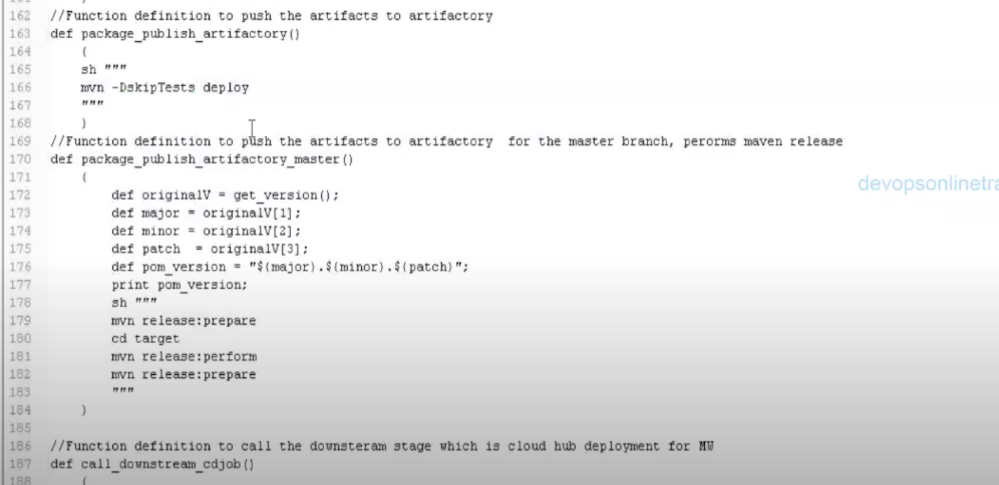 161 }
162 //Function definition to push the artifacts to artifactory
163 def package_publish_artifactory()
164 {
165 sh """
166 mvn -DskipTests deploy
167 """
168 }
169 //Function definition to push the artifacts to artifactory  for the master branch, perorms maven release
170 def package_publish_artifactory_master()
171 {
devopsonlinetra
172 def originalV = get_version();
173 def major = originalV[1];
174 def minor = originalV[2];
175 def patch  = originalV[3];
176 def pom_version = "${major}.${minor}.${patch}";
177 print pom_version;
178 sh """
179 mvn release:prepare
180 cd target
181 mvn release:perform
182 mvn release:prepare
183 """
184 }
185
186 //Function definition to call the downsteram stage which is cloud hub deployment for MW
187 def call_downstream_cdjob()
188 {